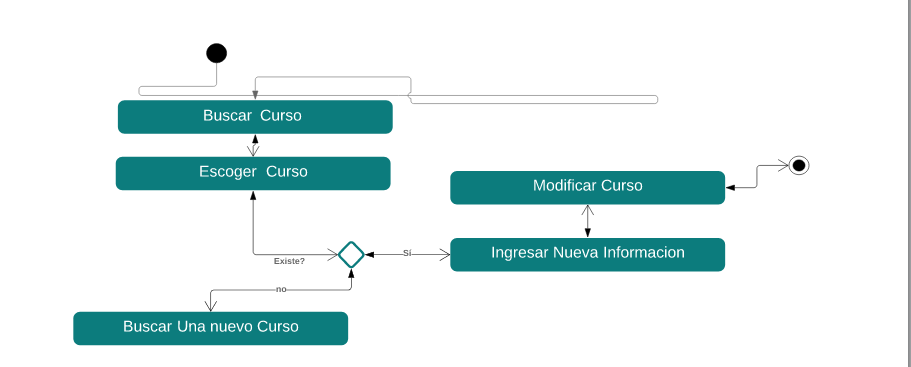 Buscar  Curso
Escoger  Curso
Modificar Curso
Ingresar Nueva Informacion
Sí
Existe?
no
Buscar Una nuevo Curso